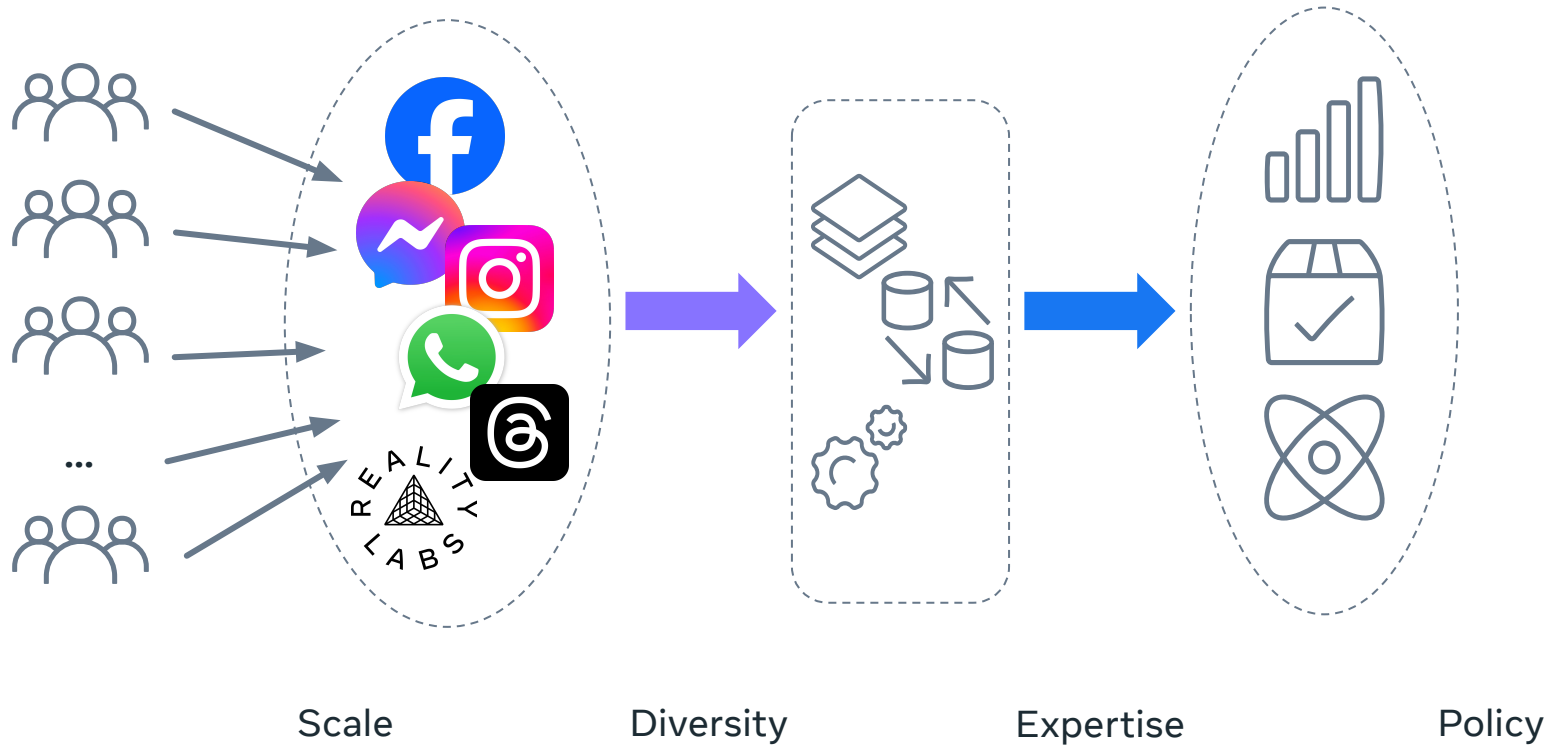 ...
REALITY
LABS
Scale
Diversity
Expertise
Policy